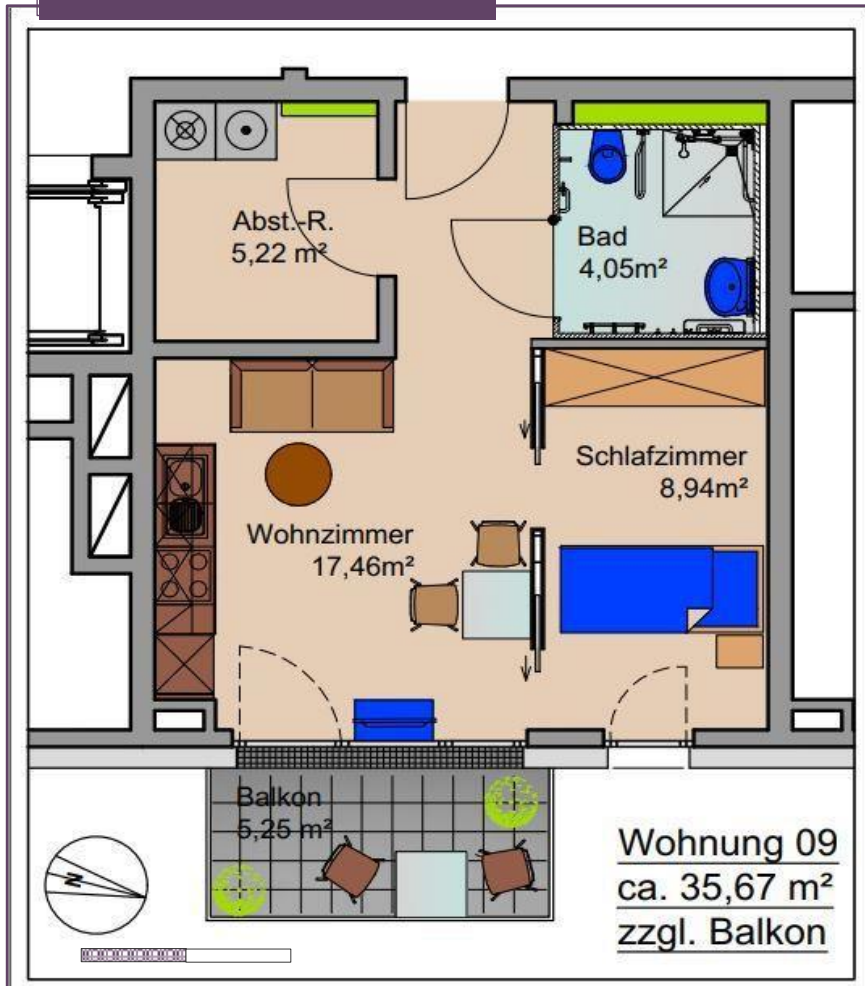 Abst.-R.
5,22 m²
Bad
4,05m²
Schlafzimmer
8,94m²
Wohnzimmer
17,46m²
Balkon
5,25 m²
N
Wohnung 09
ca. 35,67 m²
zzgl. Balkon